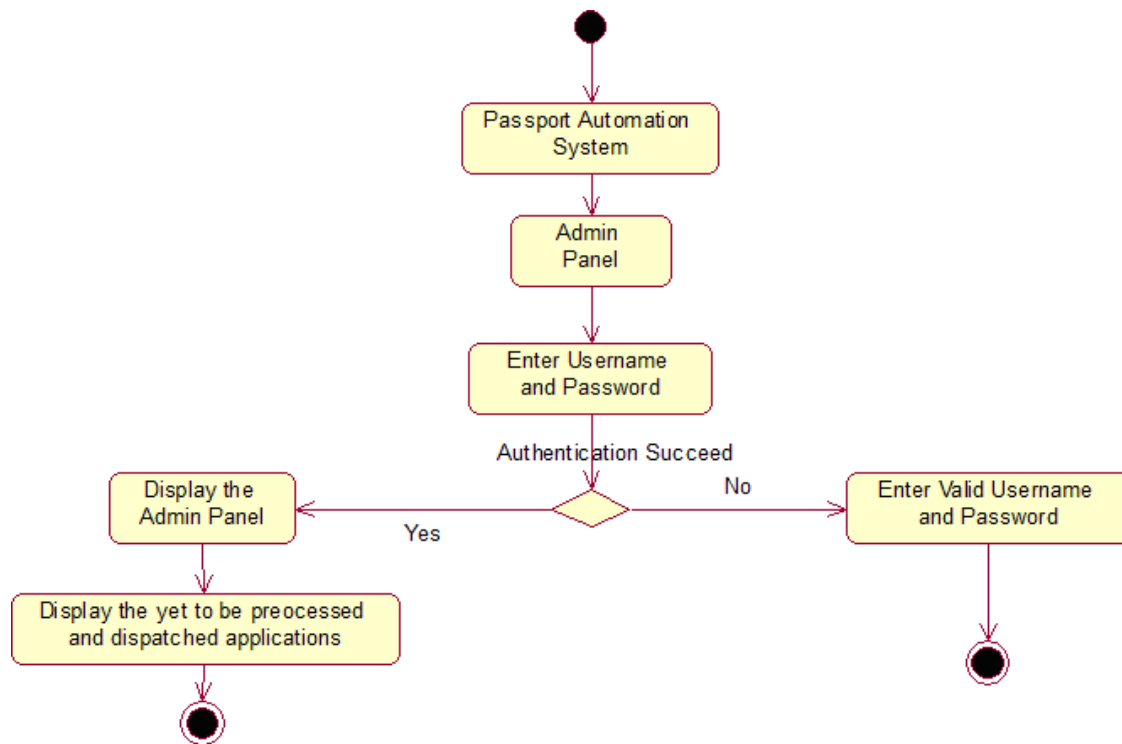 Passport Automation
System
Admin
Panel
Enter Username
and Password
Authentication Succeed
No
Yes
Display the
Admin Panel
Enter Valid Username
and Password
Display the yet to be preocessed
and dispatched applications